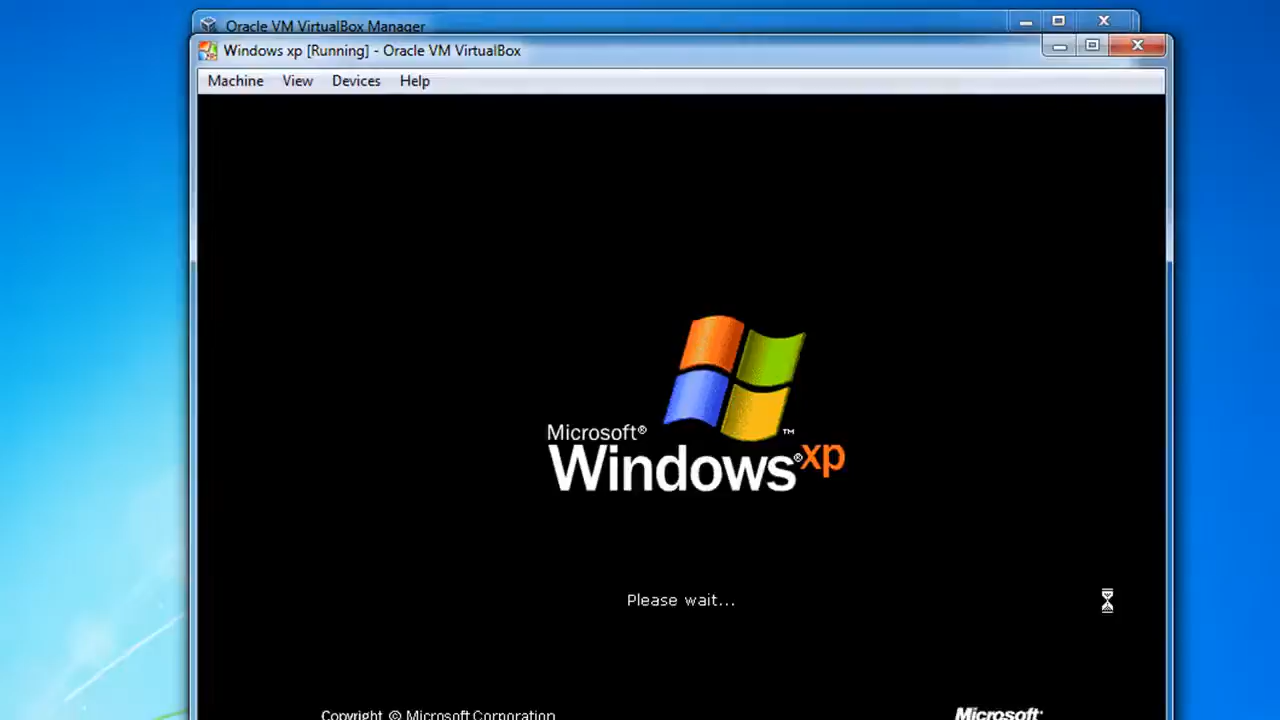 Oracle VM VirtualBox Manager
Windows xp [Running] - Oracle VM VirtualBox
Machine View Devices Help
Microsoft®
Windows® xp ™
Please wait...
Copyright © Microsoft Corporation
Microsoft®